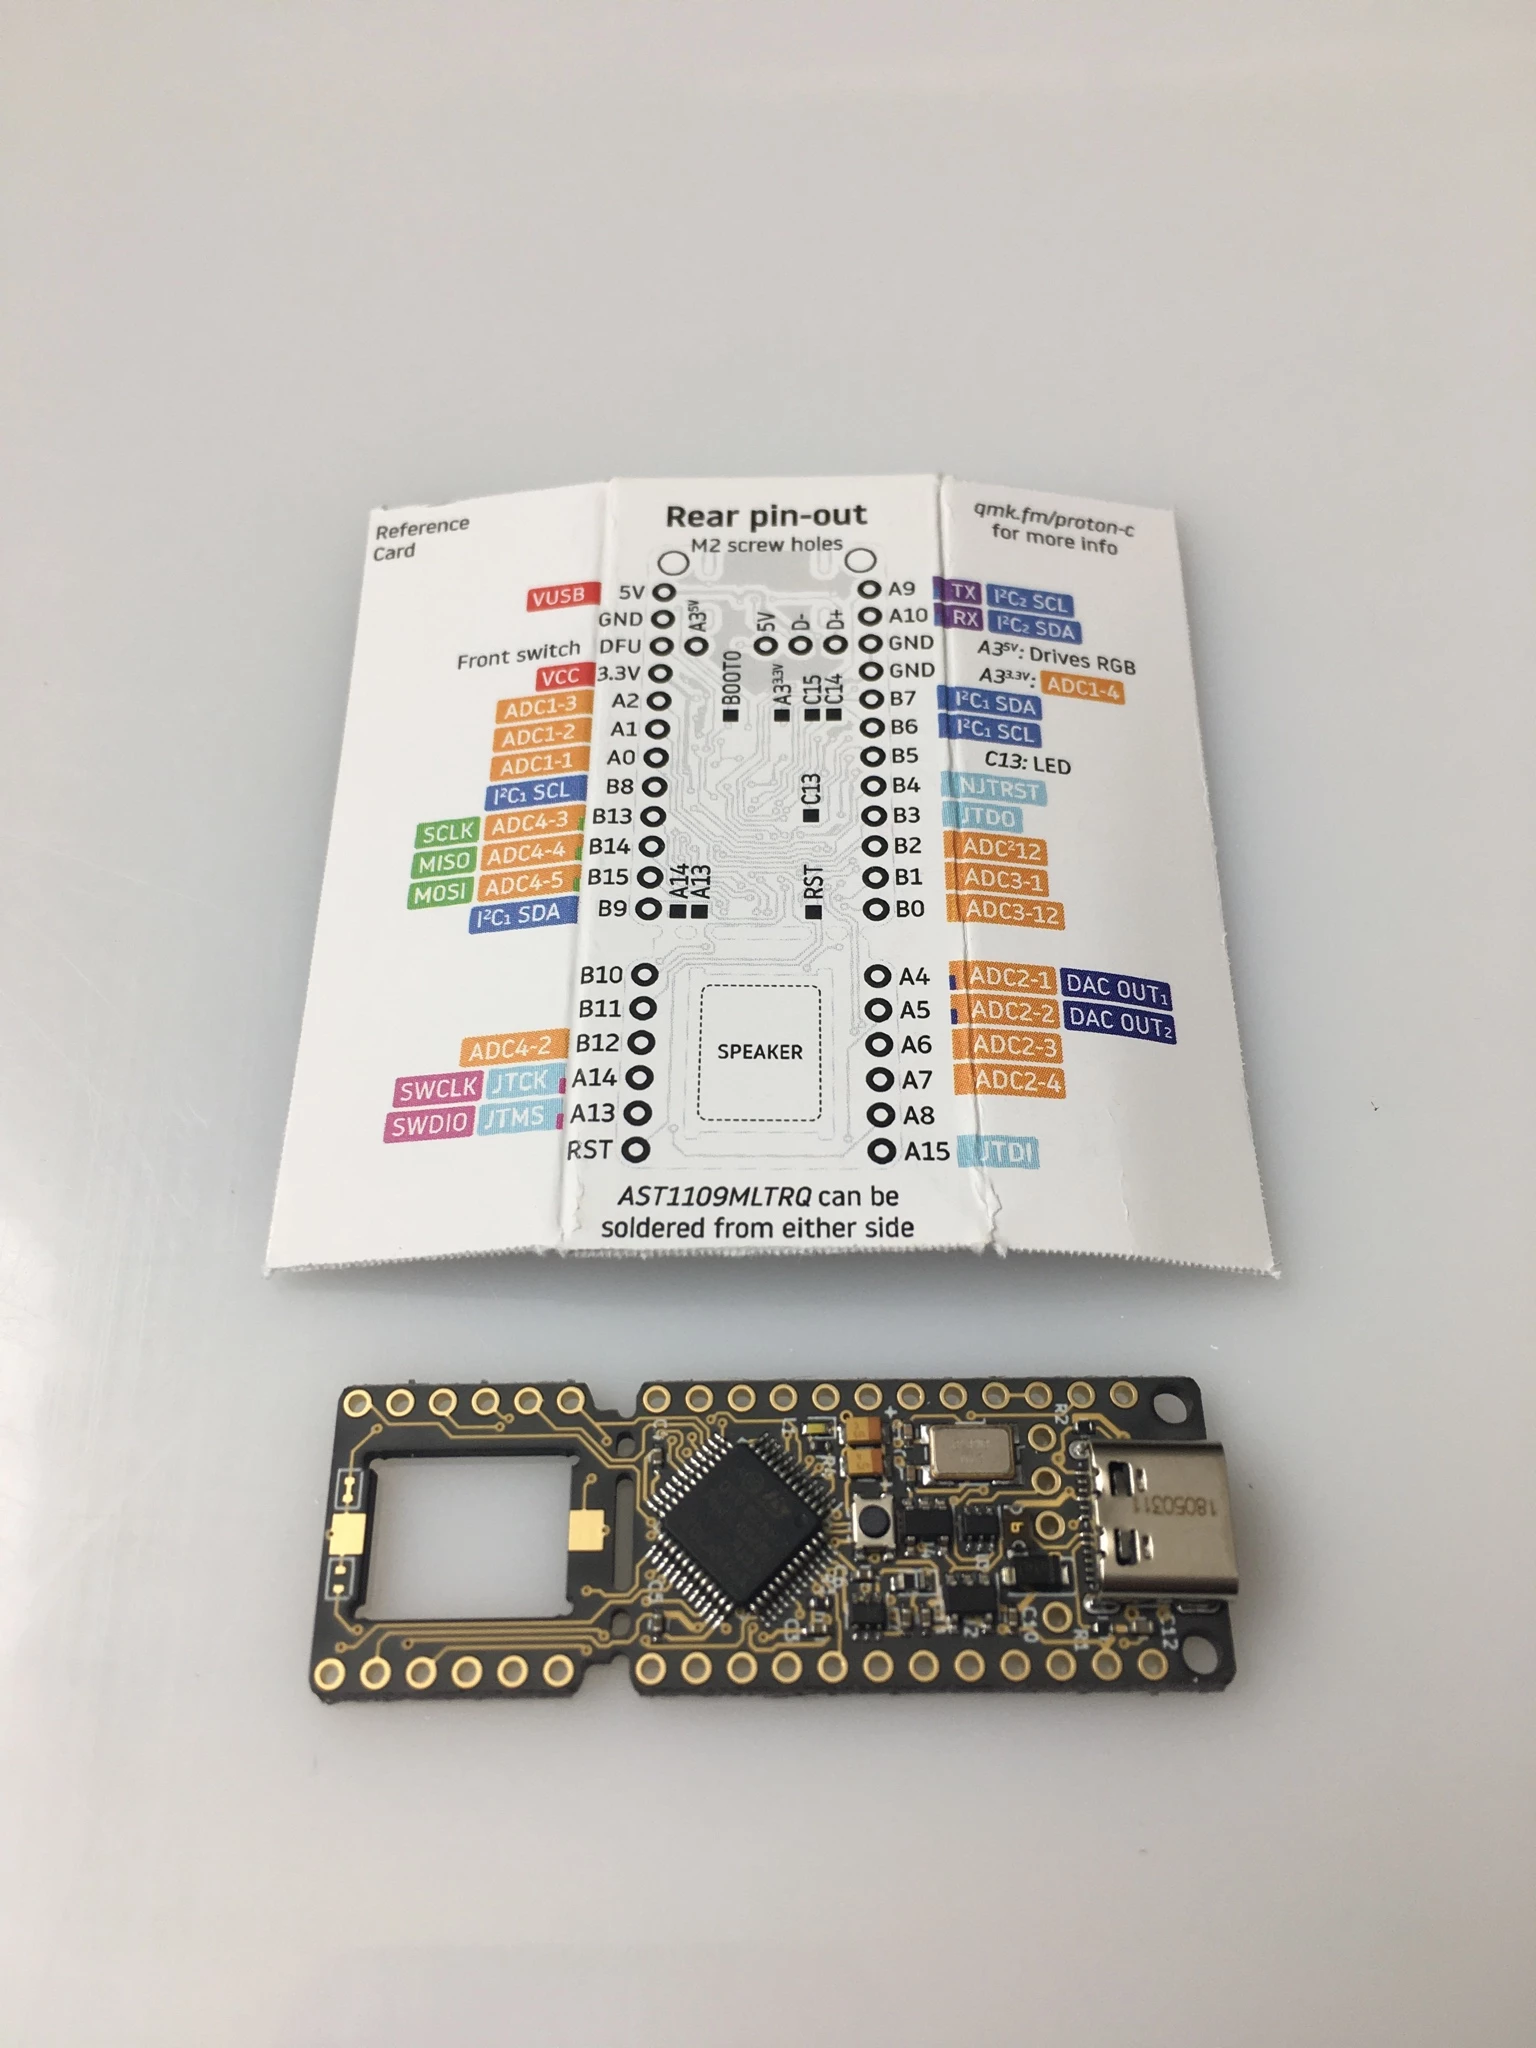 Reference
Card
Rear pin-out
M2 screw holes
qmk.fm/proton-c
for more info
VUSB 5V
GND
Front switch DFU
VCC 3.3V
ADC1-3 A2
ADC1-2 A1
ADC1-1 A0
I²C₁ SCL B8
SCLK ADC4-3 B13
MISO ADC4-4 B14
MOSI ADC4-5 B15
I²C₁ SDA B9
B10
B11
ADC4-2 B12
SWCLK JTCK A14
SWDIO JTMS A13
RST
A3⁵ⱽ
5V
D-
D+
BOOT0
A3³·³ⱽ
C15
C14
C13
A14
A13
RST
SPEAKER
A9 TX I²C₂ SCL
A10 RX I²C₂ SDA
GND A3⁵ⱽ: Drives RGB
GND A3³·³ⱽ: ADC1-4
B7 I²C₁ SDA
B6 I²C₁ SCL
B5 C13: LED
B4 NJTRST
B3 JTDO
B2 ADC²12
B1 ADC3-1
B0 ADC3-12
A4 ADC2-1 DAC OUT₁
A5 ADC2-2 DAC OUT₂
A6 ADC2-3
A7 ADC2-4
A8
A15 JTDI
AST1109MLTRQ can be
soldered from either side
R2
18050311
C10
R1
C12
C3